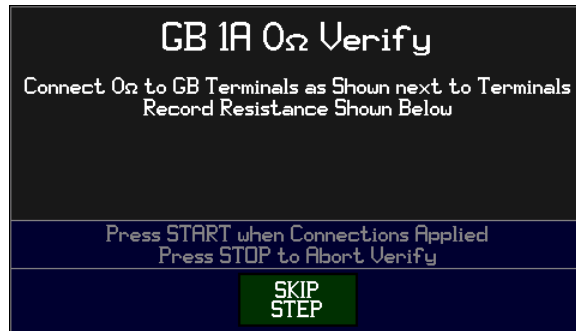 GB 1A 0Ω Verify
Connect 0Ω to GB Terminals as Shown next to Terminals
Record Resistance Shown Below
Press START when Connections Applied
Press STOP to Abort Verify
SKIP
STEP